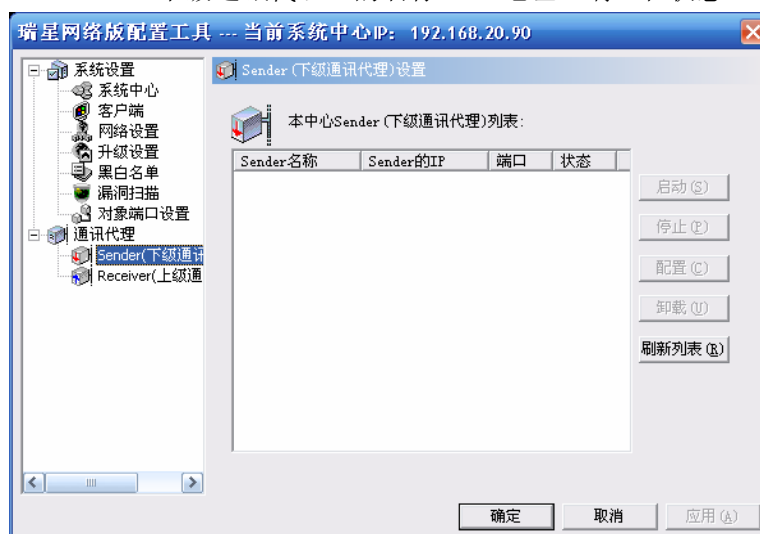 瑞星网络版配置工具 --- 当前系统中心IP: 192.168.20.90
系统设置
系统中心
客户端
网络设置
升级设置
黑白名单
漏洞扫描
对象端口设置
通讯代理
Sender(下级通讯
Receiver(上级通
Sender(下级通讯代理)设置
本中心Sender(下级通讯代理)列表:
Sender名称 Sender的IP 端口 状态
启动(S)
停止(P)
配置(C)
卸载(U)
刷新列表(R)
确定 取消 应用(A)